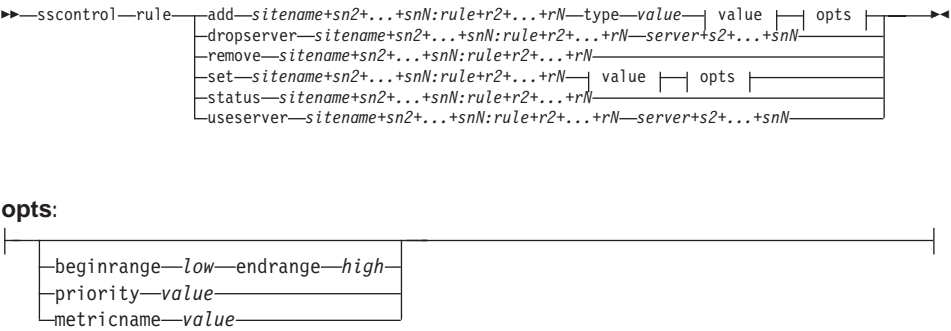 sscontrol rule add sitename+sn2+...+snN:rule+r2+...+rN type value value opts
dropserver sitename+sn2+...+snN:rule+r2+...+rN server+s2+...+snN
remove sitename+sn2+...+snN:rule+r2+...+rN
set sitename+sn2+...+snN:rule+r2+...+rN value opts
status sitename+sn2+...+snN:rule+r2+...+rN
useserver sitename+sn2+...+snN:rule+r2+...+rN server+s2+...+snN
opts:
beginrange low endrange high
priority value
metricname value